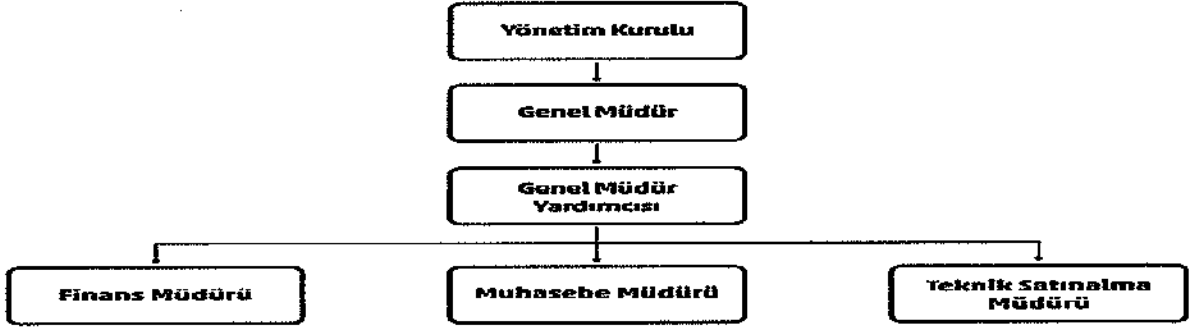 Yönetim Kurulu
Genel Müdür
Genel Müdür
Yardımcısı
Finans Müdürü
Muhasebe Müdürü
Teknik Satınalma
Müdürü